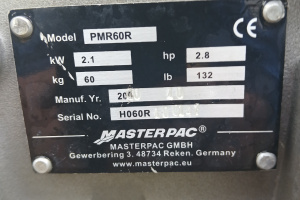 CE
Model PMR60R
kW 2.1 hp 2.8
kg 60 lb 132
Manuf. Yr.
Serial No. H060R
MASTERPAC®
MASTERPAC GMBH
Gewerbering 3, 48734 Reken, Germany
www.masterpac.eu